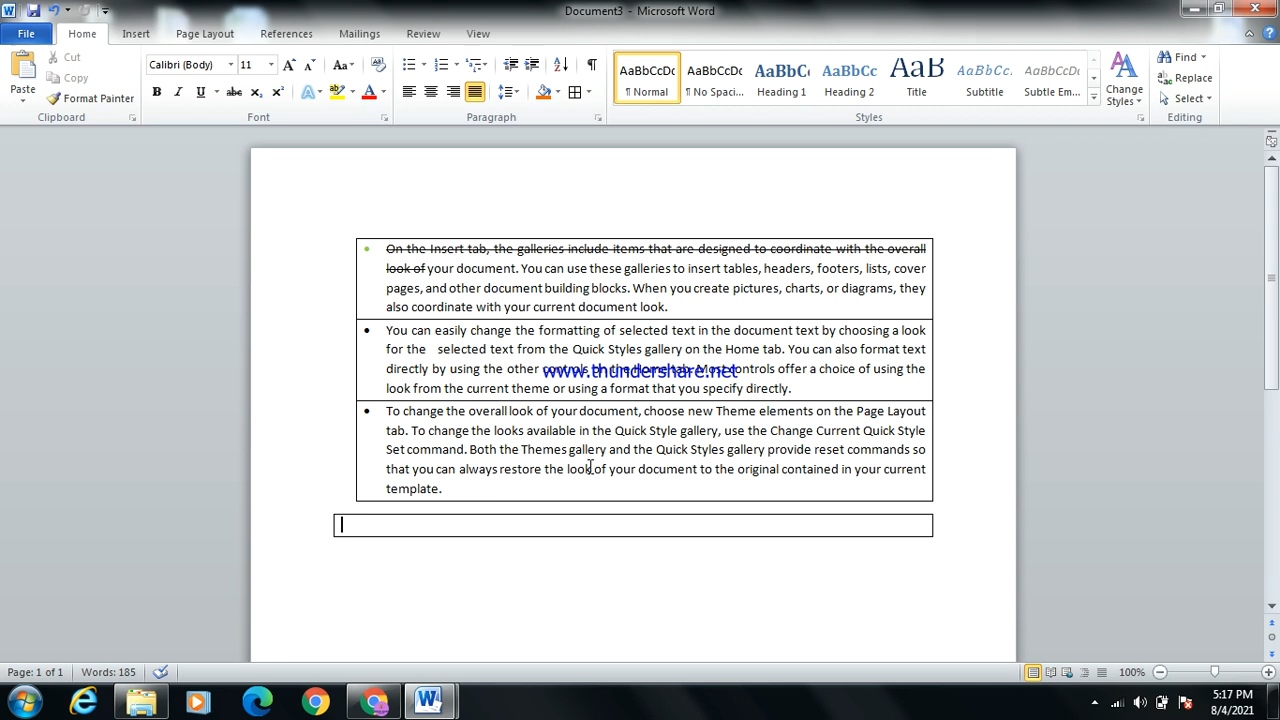 Document3 - Microsoft Word
File Home Insert Page Layout References Mailings Review View
Paste
Cut
Copy
Format Painter
Clipboard
Calibri (Body) 11
Font
Paragraph
AaBbCcDc AaBbCcDc AaBbCc AaBbCc AaB AaBbCc. AaBbCcDc
¶ Normal ¶ No Spaci... Heading 1 Heading 2 Title Subtitle Subtle Em...
Change Styles
Styles
Find
Replace
Select
Editing
• On the Insert tab, the galleries include items that are designed to coordinate with the overall
look of your document. You can use these galleries to insert tables, headers, footers, lists, cover
pages, and other document building blocks. When you create pictures, charts, or diagrams, they
also coordinate with your current document look.
• You can easily change the formatting of selected text in the document text by choosing a look
for the selected text from the Quick Styles gallery on the Home tab. You can also format text
directly by using the other controls on the Home tab. Most controls offer a choice of using the
www.thundershare.net
look from the current theme or using a format that you specify directly.
• To change the overall look of your document, choose new Theme elements on the Page Layout
tab. To change the looks available in the Quick Style gallery, use the Change Current Quick Style
Set command. Both the Themes gallery and the Quick Styles gallery provide reset commands so
that you can always restore the look of your document to the original contained in your current
template.
Page: 1 of 1 Words: 185 100%
5:17 PM
8/4/2021